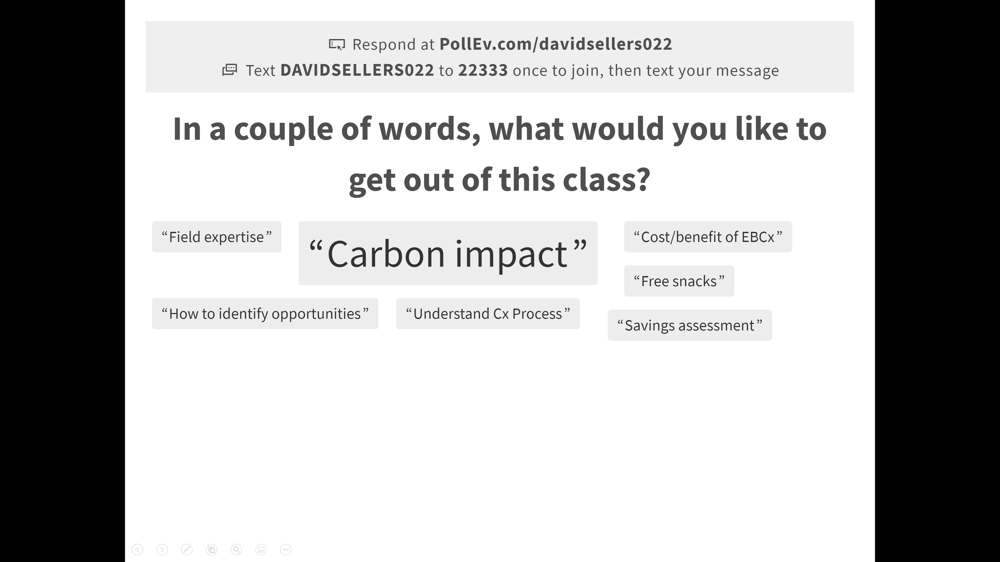 Respond at PollEv.com/davidsellers022
Text DAVIDSELLERS022 to 22333 once to join, then text your message
In a couple of words, what would you like to
get out of this class?
“Field expertise”
“Carbon impact”
“Cost/benefit of EBCx”
“Free snacks”
“How to identify opportunities”
“Understand Cx Process”
“Savings assessment”